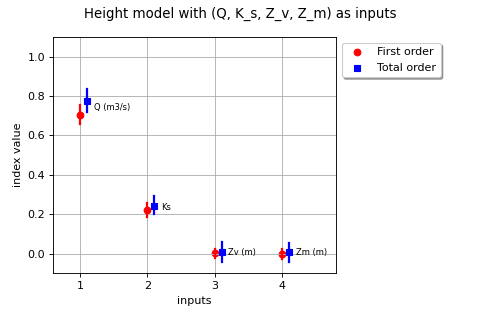 Height model with (Q, K_s, Z_v, Z_m) as inputs
First order
Total order
1.0
0.8
0.6
0.4
0.2
0.0
index value
Q (m3/s)
Ks
Zv (m)
Zm (m)
1 2 3 4
inputs